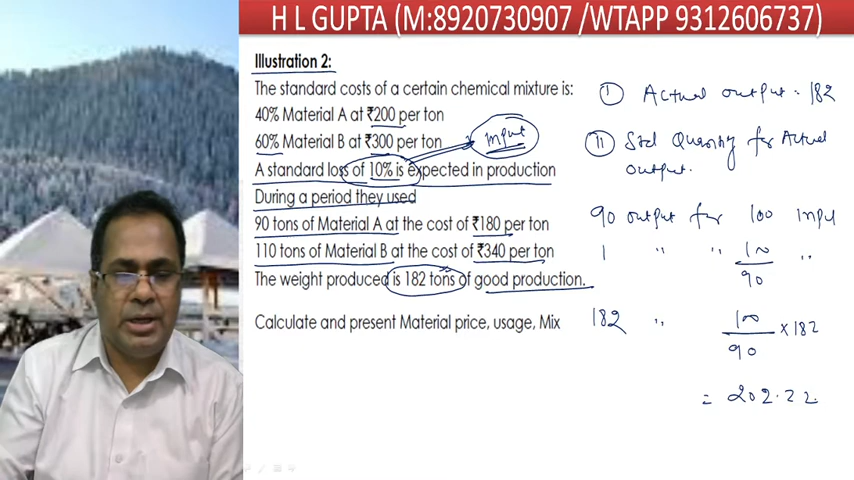 H L GUPTA (M:8920730907 /WTAPP 9312606737)
Illustration 2:
The standard costs of a certain chemical mixture is:
40% Material A at ₹200 per ton
60% Material B at ₹300 per ton
A standard loss of 10% is expected in production
During a period they used
90 tons of Material A at the cost of ₹180 per ton
110 tons of Material B at the cost of ₹340 per ton
The weight produced is 182 tons of good production.
Calculate and present Material price, usage, Mix
Input
I Actual output = 182
II Std Quantity for Actual
output.
90 output for 100 Input
1 " " 100/90 "
182 " 100/90 × 182
= 202.22